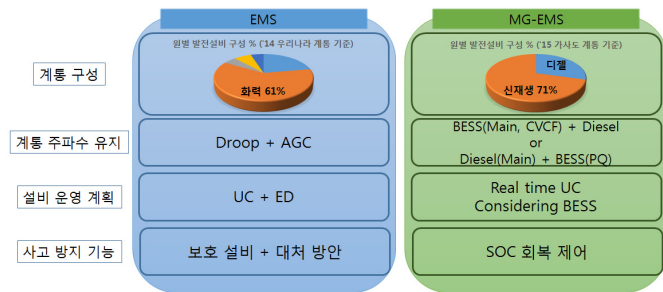 EMS
MG-EMS
계통 구성
원별 발전설비 구성 % ('14 우리나라 계통 기준)
화력 61%
원별 발전설비 구성 % ('15 가사도 계통 기준)
디젤
신재생 71%
계통 주파수 유지
Droop + AGC
BESS(Main, CVCF) + Diesel
or
Diesel(Main) + BESS(PQ)
설비 운영 계획
UC + ED
Real time UC
Considering BESS
사고 방지 기능
보호 설비 + 대처 방안
SOC 회복 제어